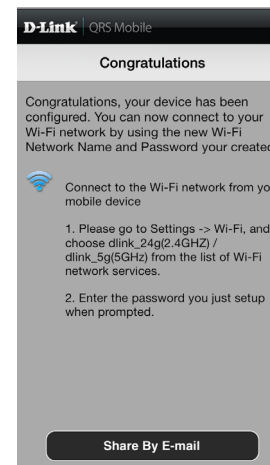 D-Link QRS Mobile
Congratulations
Congratulations, your device has been
configured. You can now connect to your
Wi-Fi network by using the new Wi-Fi
Network Name and Password your created
Connect to the Wi-Fi network from yo
mobile device
1. Please go to Settings -> Wi-Fi, and
choose dlink_24g(2.4GHZ) /
dlink_5g(5GHz) from the list of Wi-Fi
network services.
2. Enter the password you just setup
when prompted.
Share By E-mail